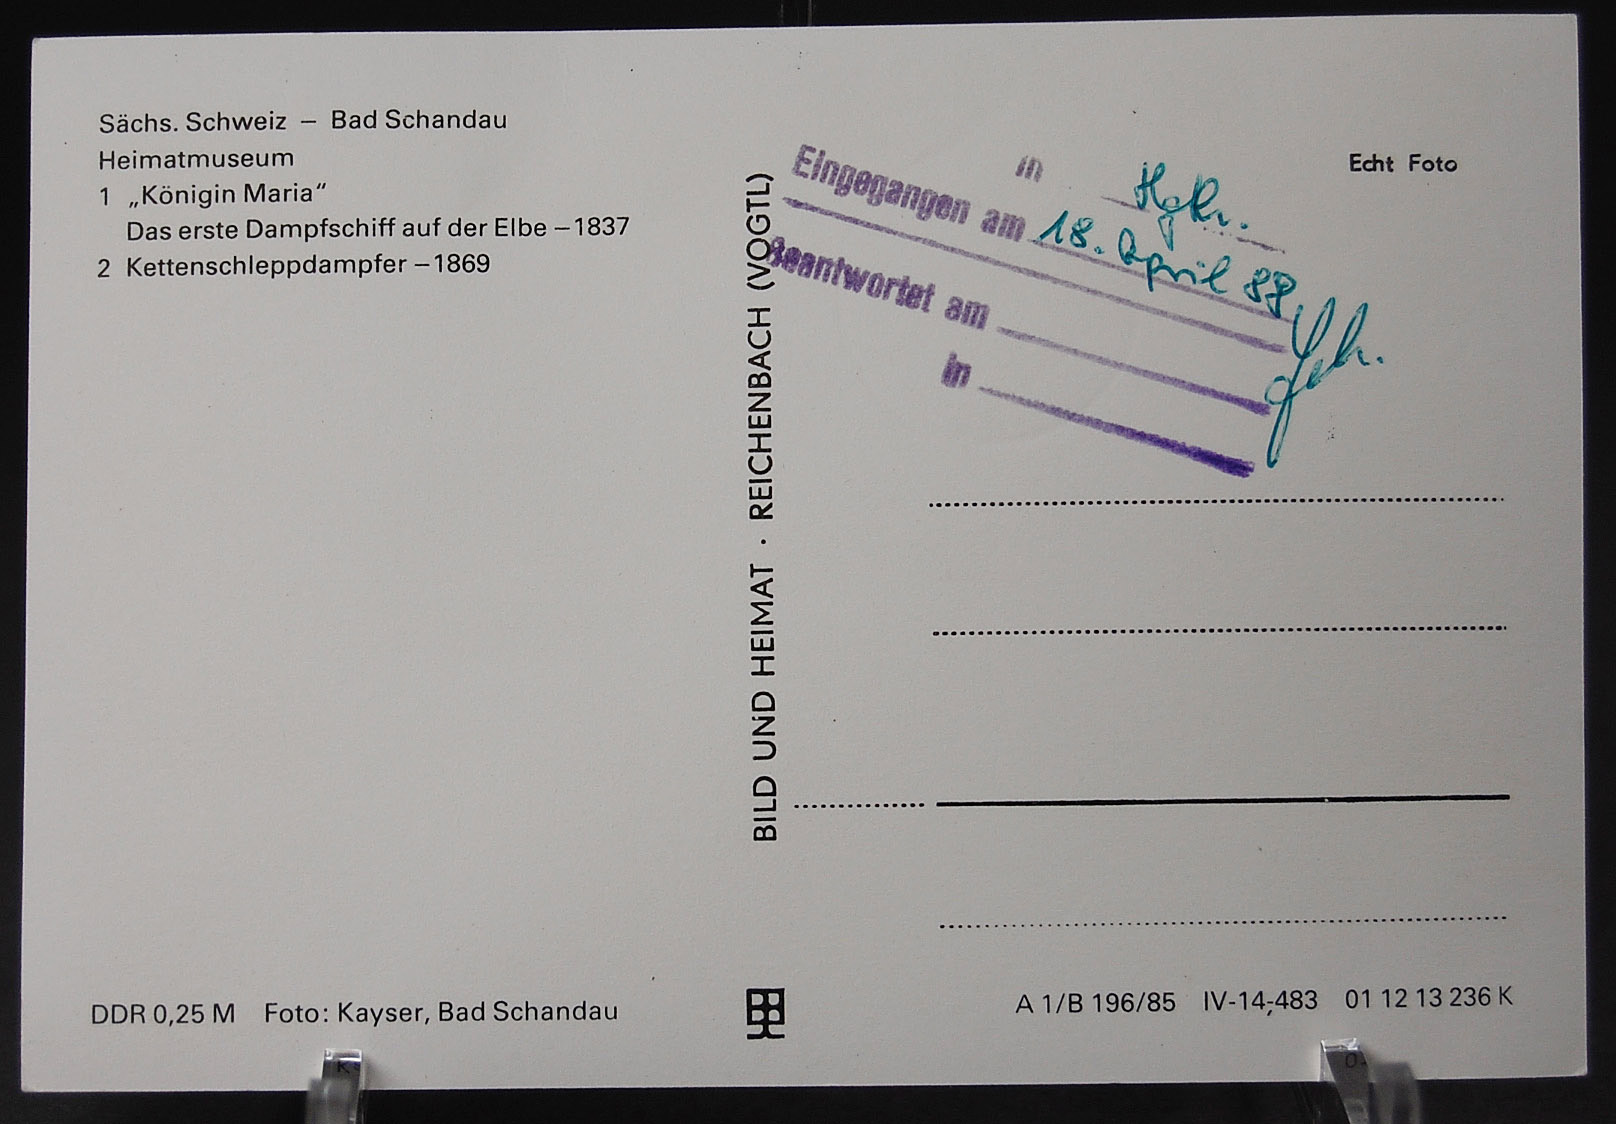 Sächs. Schweiz – Bad Schandau
Heimatmuseum
1 „Königin Maria“
Das erste Dampfschiff auf der Elbe – 1837
2 Kettenschleppdampfer – 1869
DDR 0,25 M Foto: Kayser, Bad Schandau
BILD UND HEIMAT · REICHENBACH (VOGTL)
Echt Foto
in
Eingegangen am 18. April 88
Beantwortet am
in
A 1/B 196/85 IV-14-483 01 12 13 236 K